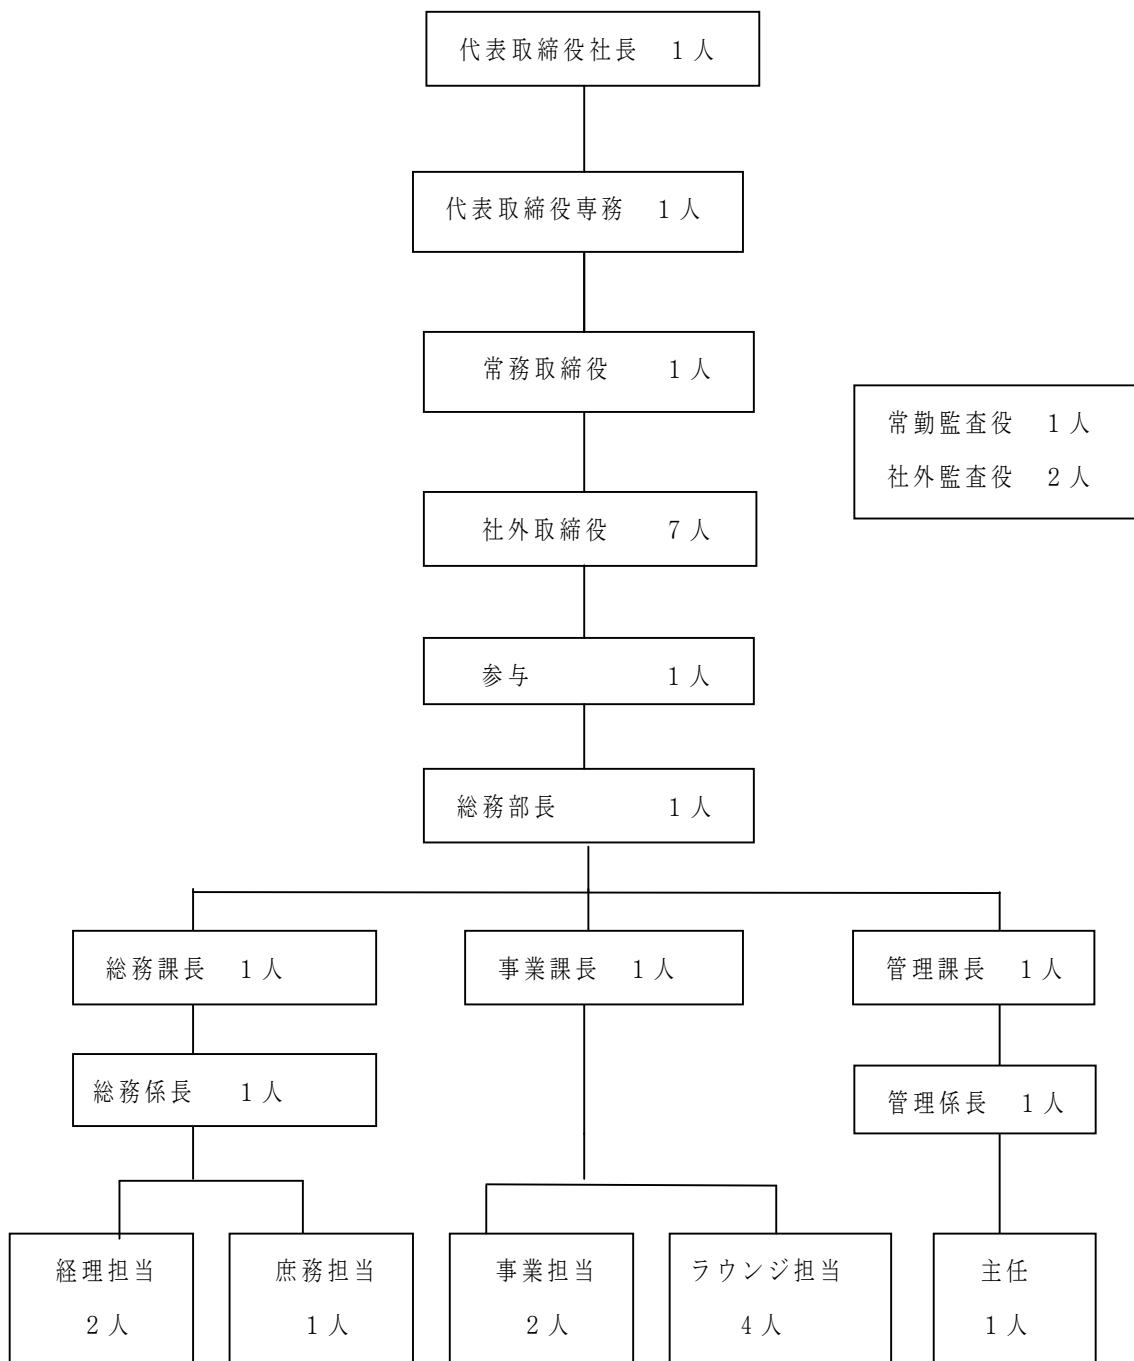 代表取締役社長 1人
代表取締役専務 1人
常務取締役 1人
常勤監査役 1人
社外監査役 2人
社外取締役 7人
参与 1人
総務部長 1人
総務課長 1人
事業課長 1人
管理課長 1人
総務係長 1人
管理係長 1人
経理担当
2人
庶務担当
1人
事業担当
2人
ラウンジ担当
4人
主任
1人